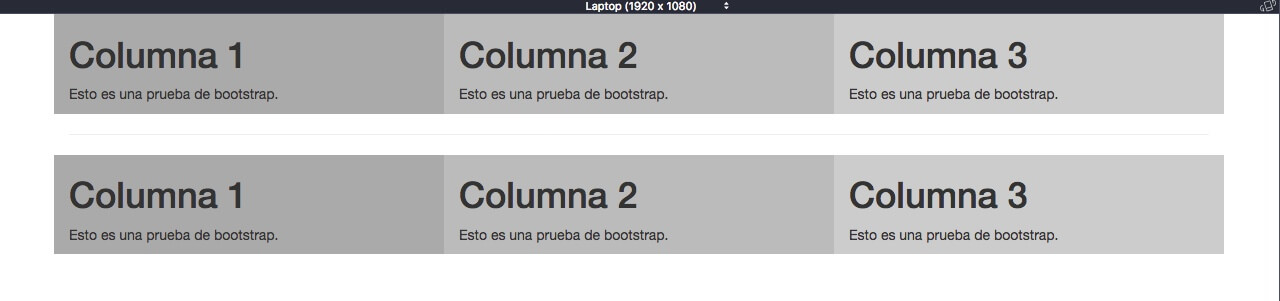 Laptop (1920 x 1080)
Columna 1
Esto es una prueba de bootstrap.
Columna 2
Esto es una prueba de bootstrap.
Columna 3
Esto es una prueba de bootstrap.
Columna 1
Esto es una prueba de bootstrap.
Columna 2
Esto es una prueba de bootstrap.
Columna 3
Esto es una prueba de bootstrap.